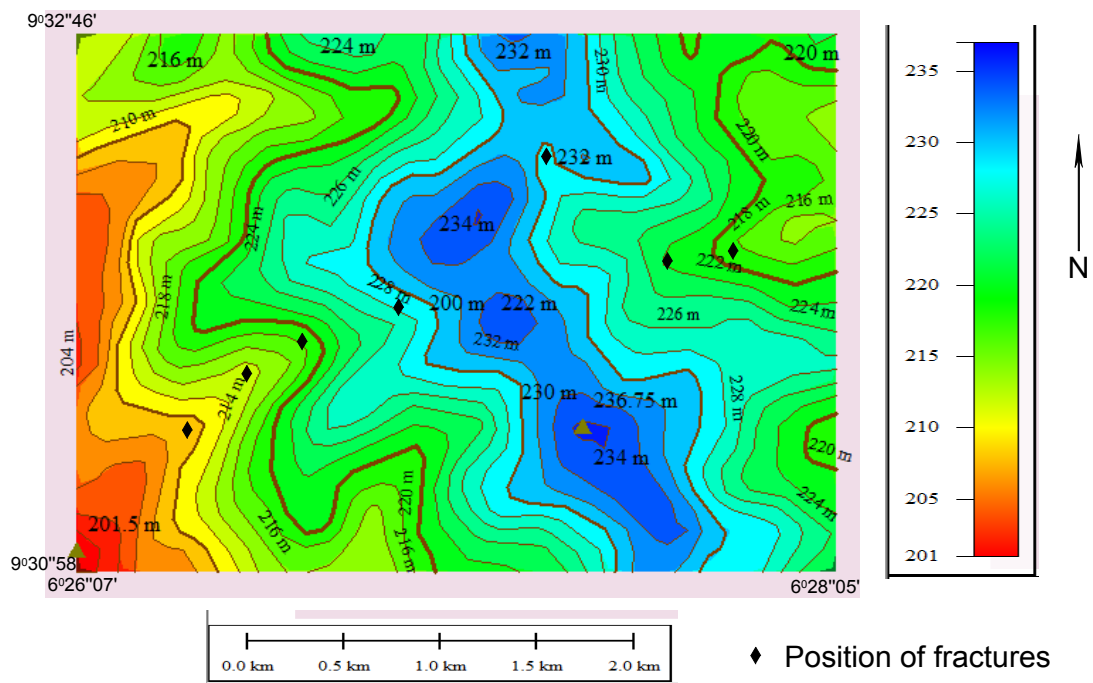 9⁰32"46'
216 m
224 m
232 m
230 m
220 m
210 m
220 m
232 m
226 m
224 m
234 m
218 m
216 m
222 m
218 m
228 m
200 m
222 m
224 m
226 m
232 m
204 m
214 m
230 m
236.75 m
228 m
234 m
220 m
220 m
224 m
201.5 m
216 m
216 m
9⁰30"58'
6⁰26"07'
6⁰28"05'
235
230
225
220
215
210
205
201
N
0.0 km
0.5 km
1.0 km
1.5 km
2.0 km
Position of fractures